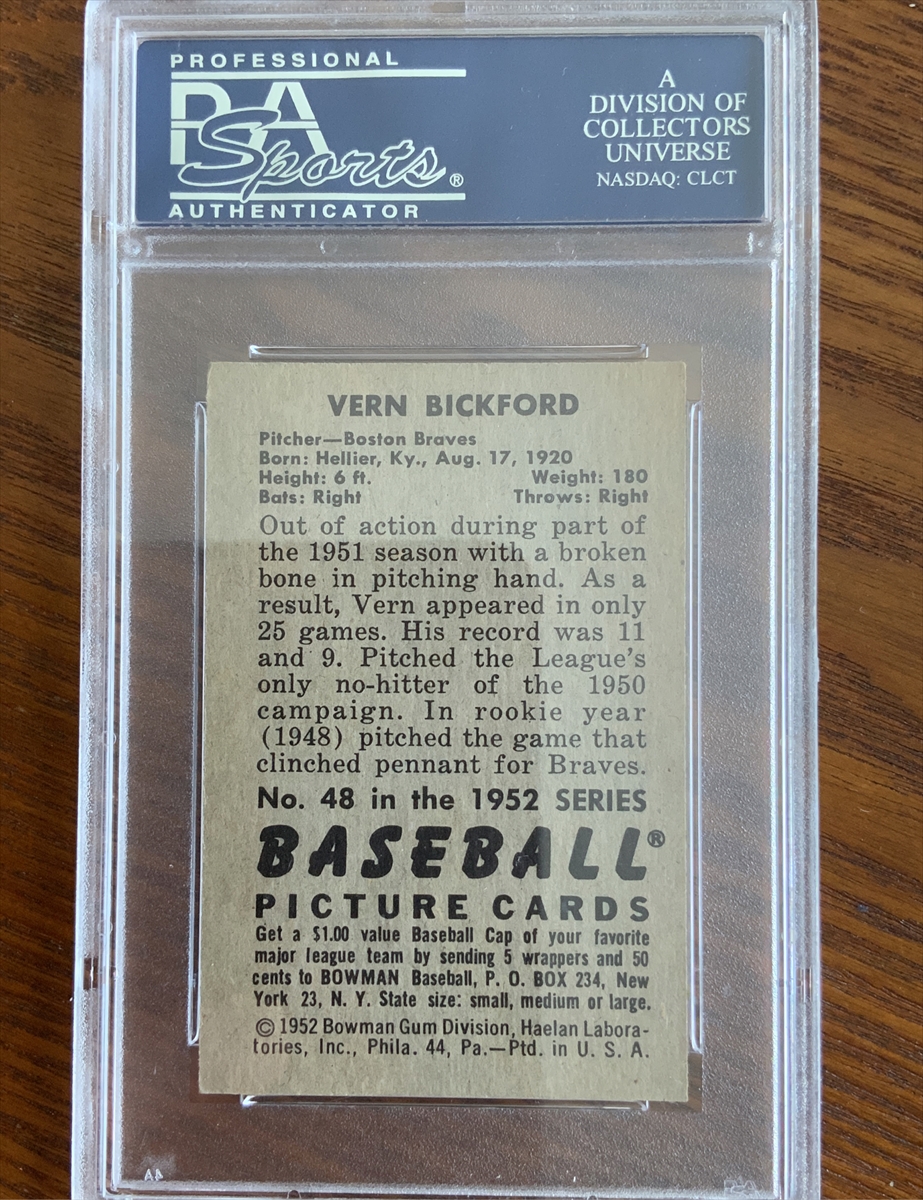 PROFESSIONAL
PSA
Sports®
AUTHENTICATOR
A
DIVISION OF
COLLECTORS
UNIVERSE
NASDAQ: CLCT
VERN BICKFORD
Pitcher—Boston Braves
Born: Hellier, Ky., Aug. 17, 1920
Height: 6 ft. Weight: 180
Bats: Right Throws: Right
Out of action during part of
the 1951 season with a broken
bone in pitching hand. As a
result, Vern appeared in only
25 games. His record was 11
and 9. Pitched the League's
only no-hitter of the 1950
campaign. In rookie year
(1948) pitched the game that
clinched pennant for Braves.
No. 48 in the 1952 SERIES
BASEBALL®
PICTURE CARDS
Get a $1.00 value Baseball Cap of your favorite
major league team by sending 5 wrappers and 50
cents to BOWMAN Baseball, P. O. BOX 234, New
York 23, N. Y. State size: small, medium or large.
© 1952 Bowman Gum Division, Haelan Labora-
tories, Inc., Phila. 44, Pa.—Ptd. in U. S. A.